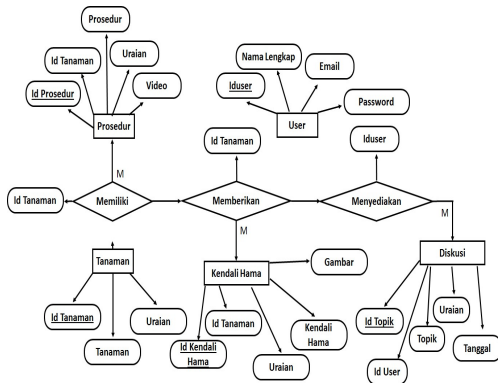 Prosedur
Id Tanaman
Uraian
Id Prosedur
Video
Prosedur
Nama Lengkap
Email
Iduser
Password
User
Id Tanaman
Iduser
M
Id Tanaman
Memiliki
Memberikan
Menyediakan
M
M
Tanaman
Id Tanaman
Uraian
Tanaman
Kendali Hama
Gambar
Id Tanaman
Id Kendali
Hama
Kendali
Hama
Uraian
Diskusi
Id Topik
Uraian
Topik
Tanggal
Id User